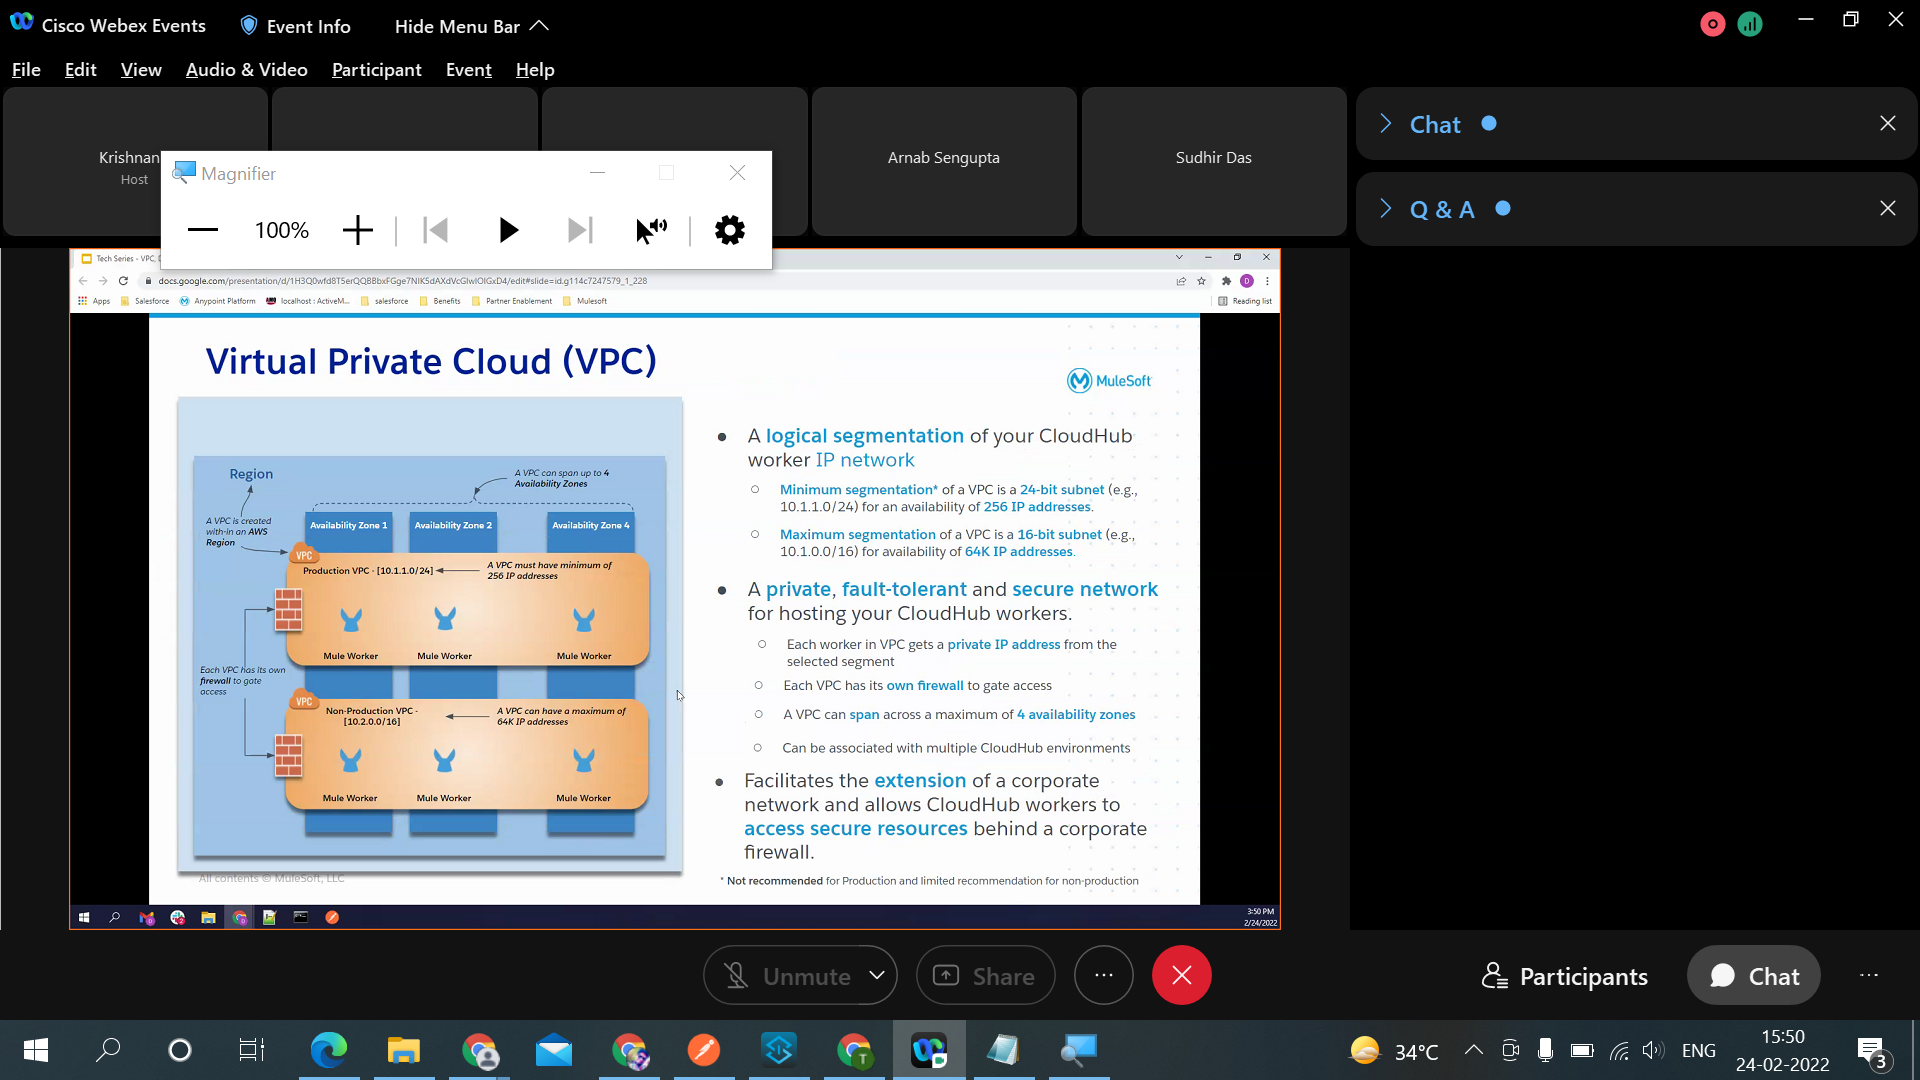 Cisco Webex Events
Event Info
Hide Menu Bar
File Edit View Audio & Video Participant Event Help
Krishnan
Host
Arnab Sengupta
Sudhir Das
Chat
Q & A
Magnifier
100%
Tech Series - VPC,
docs.google.com/presentation/d/
Apps Salesforce Anypoint Platform localhost : ActiveM... salesforce Benefits Partner Enablement Mulesoft Reading list
Virtual Private Cloud (VPC)
MuleSoft
Region
A VPC can span up to 4
Availability Zones
A VPC is created
with-in an AWS
Region
Availability Zone 1
Availability Zone 2
Availability Zone 4
VPC
Production VPC - [10.1.1.0/24]
A VPC must have minimum of
256 IP addresses
Mule Worker Mule Worker Mule Worker
Each VPC has its own
firewall to gate
access
VPC
Non-Production VPC -
[10.2.0.0/16]
A VPC can have a maximum of
64K IP addresses
Mule Worker Mule Worker Mule Worker
All contents © MuleSoft, LLC
A logical segmentation of your CloudHub
worker IP network
Minimum segmentation* of a VPC is a 24-bit subnet (e.g.,
10.1.1.0/24) for an availability of 256 IP addresses.
Maximum segmentation of a VPC is a 16-bit subnet (e.g.,
10.1.0.0/16) for availability of 64K IP addresses.
A private, fault-tolerant and secure network
for hosting your CloudHub workers.
Each worker in VPC gets a private IP address from the
selected segment
Each VPC has its own firewall to gate access
A VPC can span across a maximum of 4 availability zones
Can be associated with multiple CloudHub environments
Facilitates the extension of a corporate
network and allows CloudHub workers to
access secure resources behind a corporate
firewall.
* Not recommended for Production and limited recommendation for non-production
3:50 PM
2/24/2022
Unmute
Share
Participants
Chat
34°C
ENG
15:50
24-02-2022
3